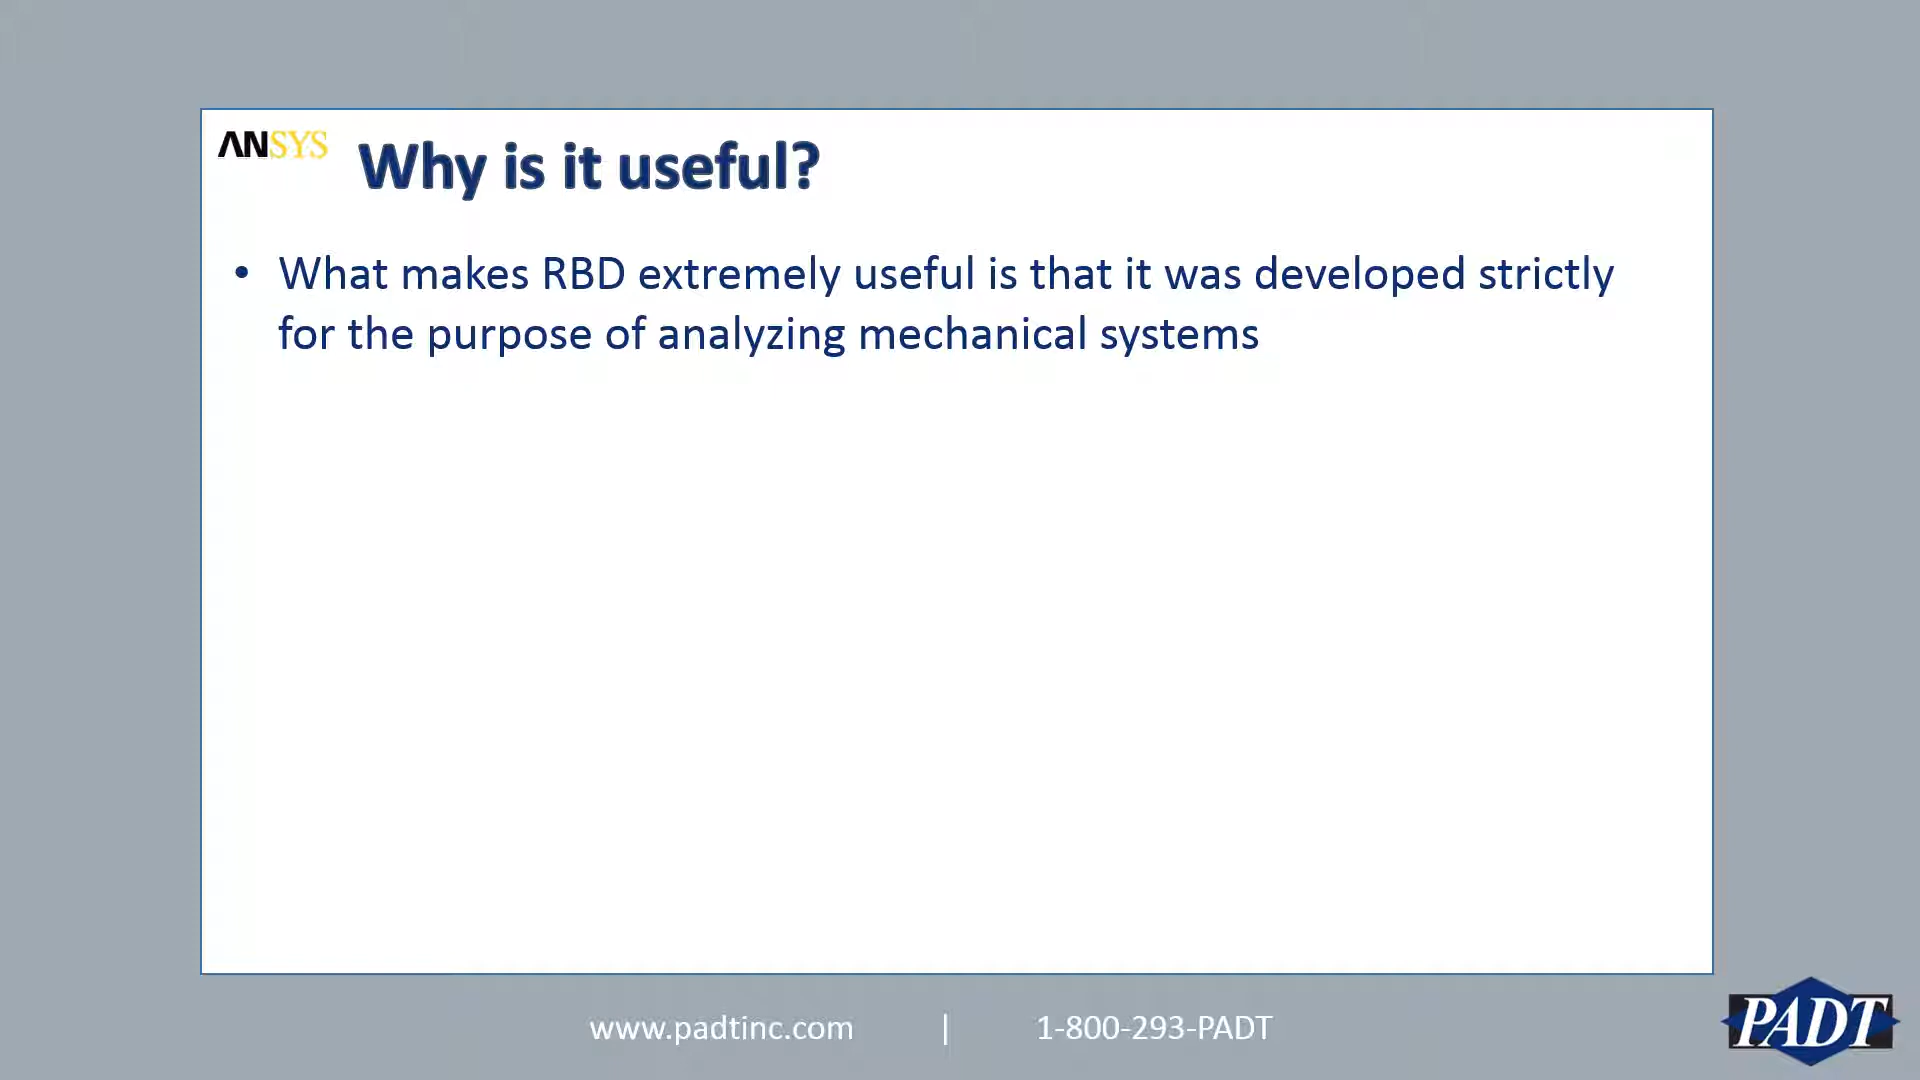 ANSYS
Why is it useful?
• What makes RBD extremely useful is that it was developed strictly
for the purpose of analyzing mechanical systems
www.padtinc.com | 1-800-293-PADT
PADT